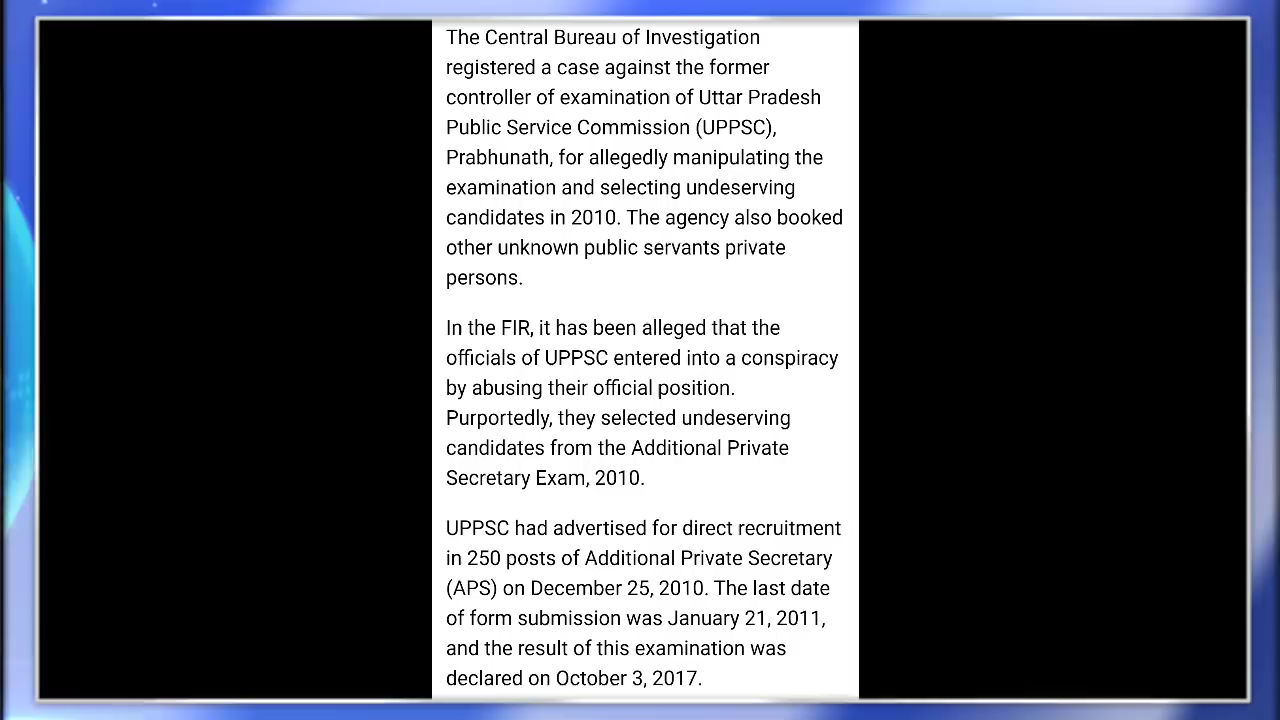 The Central Bureau of Investigation
registered a case against the former
controller of examination of Uttar Pradesh
Public Service Commission (UPPSC),
Prabhunath, for allegedly manipulating the
examination and selecting undeserving
candidates in 2010. The agency also booked
other unknown public servants private
persons.
In the FIR, it has been alleged that the
officials of UPPSC entered into a conspiracy
by abusing their official position.
Purportedly, they selected undeserving
candidates from the Additional Private
Secretary Exam, 2010.
UPPSC had advertised for direct recruitment
in 250 posts of Additional Private Secretary
(APS) on December 25, 2010. The last date
of form submission was January 21, 2011,
and the result of this examination was
declared on October 3, 2017.